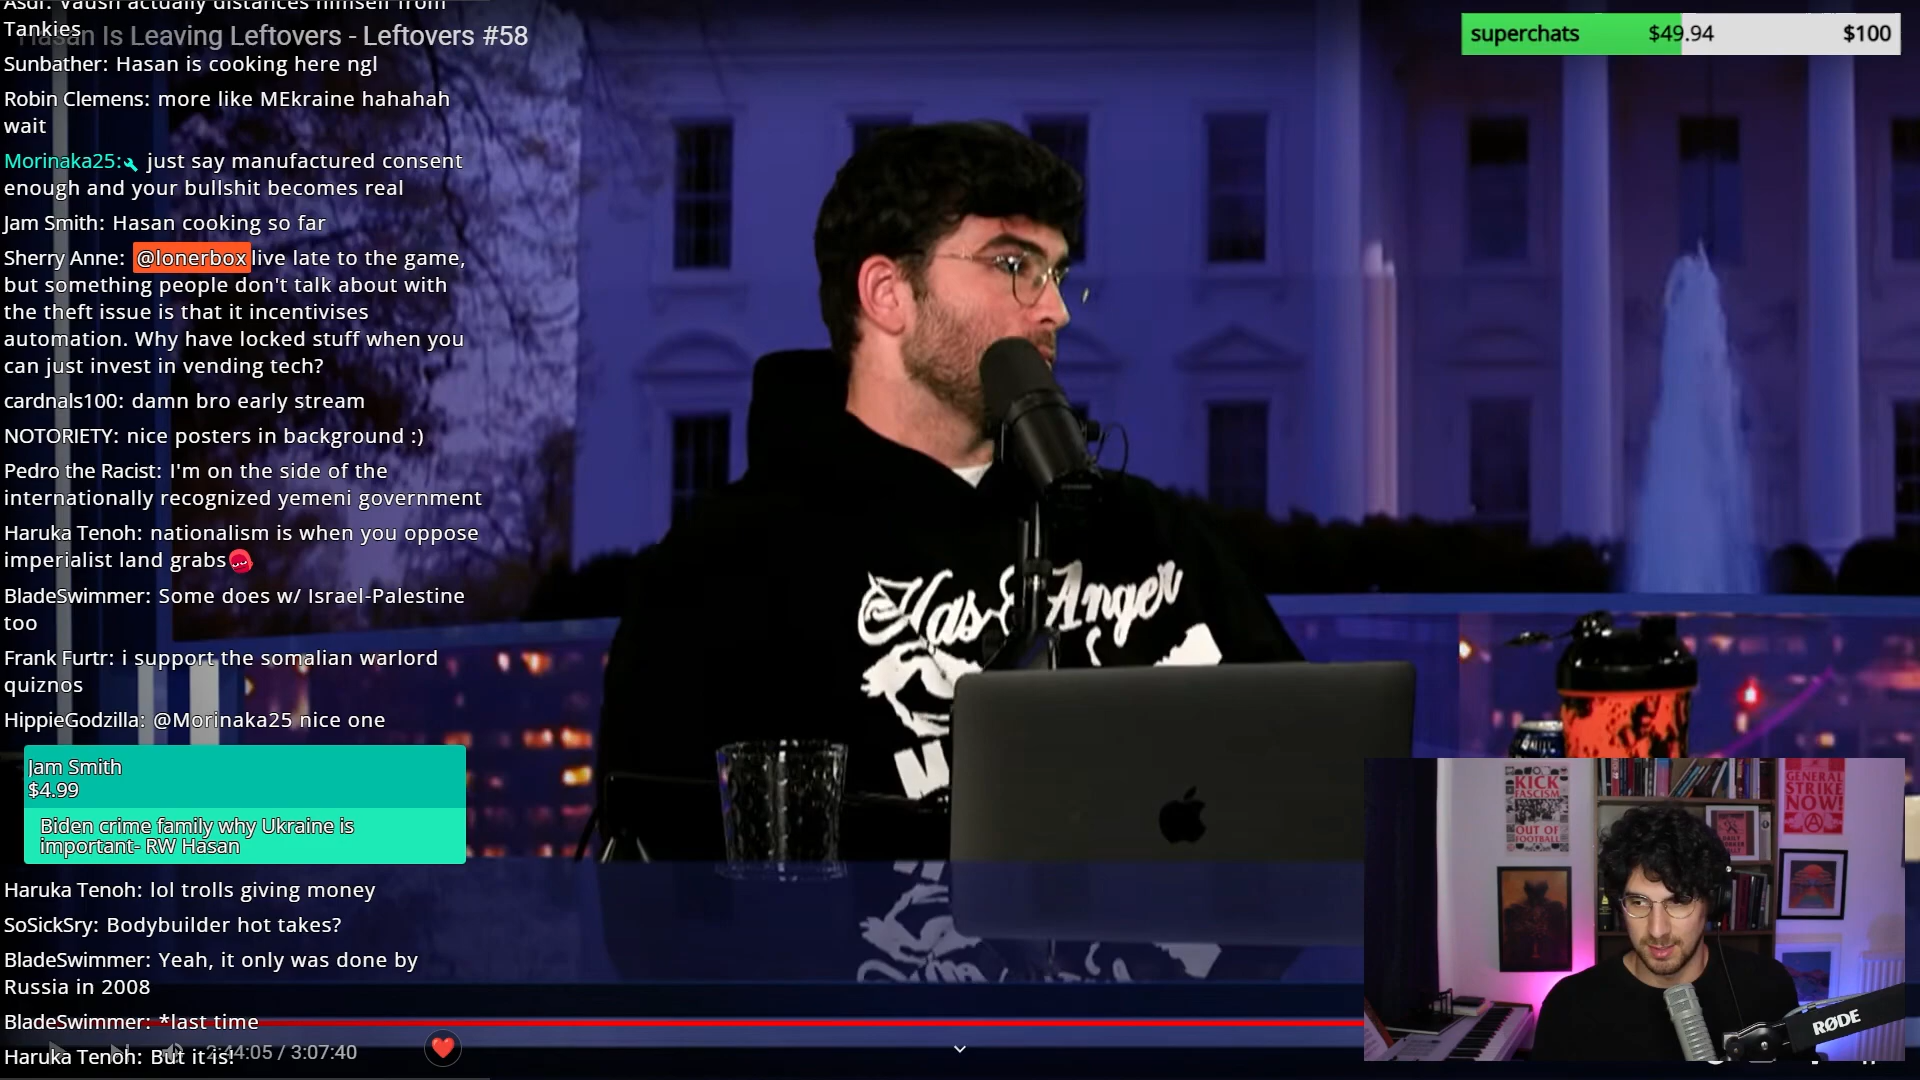 Asdf: Vaush actually distances himself from
Tankies
Hasan Is Leaving Leftovers - Leftovers #58
Sunbather: Hasan is cooking here ngl
Robin Clemens: more like MEkraine hahahah
wait
Morinaka25: just say manufactured consent
enough and your bullshit becomes real
Jam Smith: Hasan cooking so far
Sherry Anne: @lonerbox live late to the game,
but something people don't talk about with
the theft issue is that it incentivises
automation. Why have locked stuff when you
can just invest in vending tech?
cardnals100: damn bro early stream
NOTORIETY: nice posters in background :)
Pedro the Racist: I'm on the side of the
internationally recognized yemeni government
Haruka Tenoh: nationalism is when you oppose
imperialist land grabs
BladeSwimmer: Some does w/ Israel-Palestine
too
Frank Furtr: i support the somalian warlord
quiznos
HippieGodzilla: @Morinaka25 nice one
Jam Smith
$4.99
Biden crime family why Ukraine is
important- RW Hasan
Haruka Tenoh: lol trolls giving money
SoSickSry: Bodybuilder hot takes?
BladeSwimmer: Yeah, it only was done by
Russia in 2008
BladeSwimmer: *last time
Haruka Tenoh: But it is!
2:44:05 / 3:07:40
superchats $49.94 $100
Has Anger
KICK
FASCISM
OUT OF
FOOTBALL
GENERAL
STRIKE
NOW!
RØDE